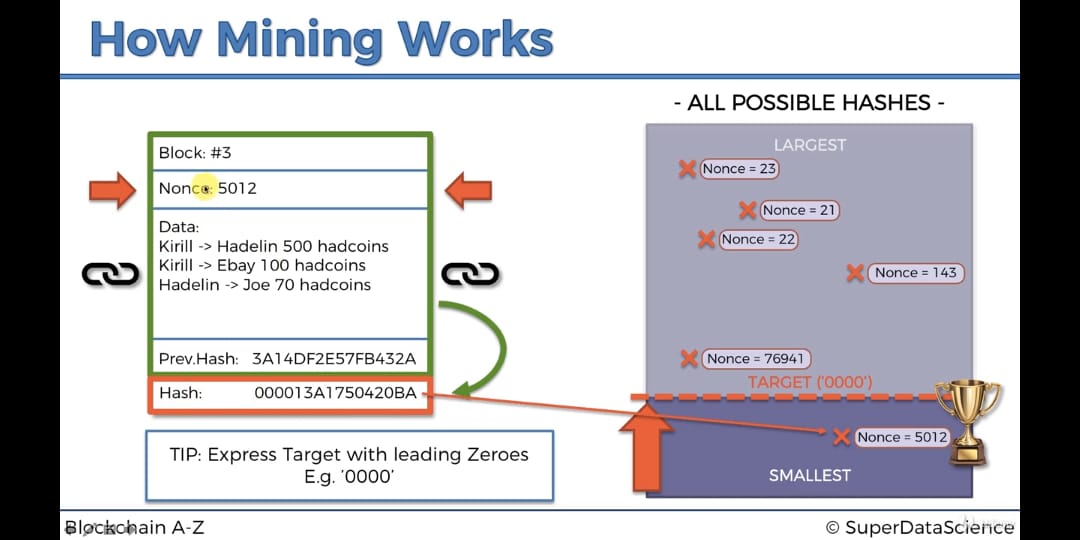 How Mining Works
Block: #3
Nonce: 5012
Data:
Kirill -> Hadelin 500 hadcoins
Kirill -> Ebay 100 hadcoins
Hadelin -> Joe 70 hadcoins
Prev.Hash: 3A14DF2E57FB432A
Hash: 000013A1750420BA
TIP: Express Target with leading Zeroes
E.g. '0000'
- ALL POSSIBLE HASHES -
LARGEST
Nonce = 23
Nonce = 21
Nonce = 22
Nonce = 143
Nonce = 76941
TARGET ('0000')
Nonce = 5012
SMALLEST
Blockchain A-Z
© SuperDataScience